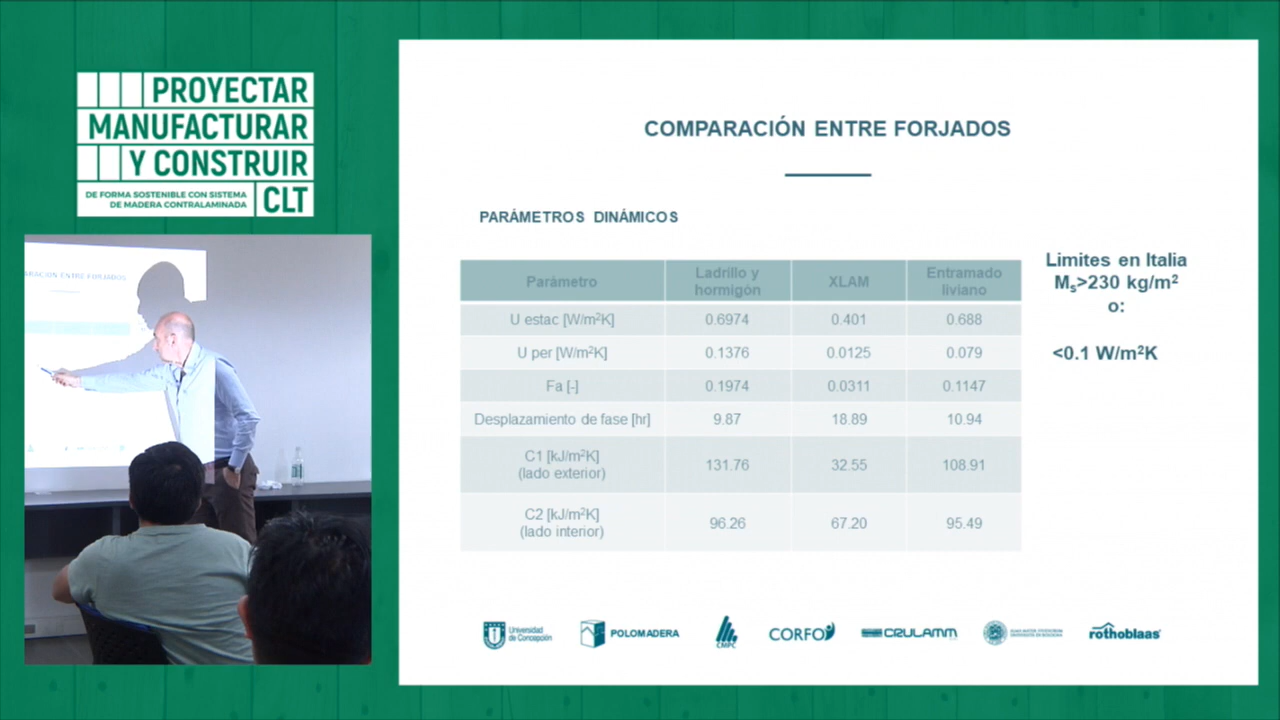 PROYECTAR
MANUFACTURAR
Y CONSTRUIR
DE FORMA SOSTENIBLE CON SISTEMA
DE MADERA CONTRALAMINADA
CLT
COMPARACIÓN ENTRE FORJADOS
PARÁMETROS DINÁMICOS
Parámetro Ladrillo y hormigón XLAM Entramado liviano
U estac [W/m²K] 0.6974 0.401 0.688
U per [W/m²K] 0.1376 0.0125 0.079
Fa [-] 0.1974 0.0311 0.1147
Desplazamiento de fase [hr] 9.87 18.89 10.94
C1 [kJ/m²K] (lado exterior) 131.76 32.55 108.91
C2 [kJ/m²K] (lado interior) 96.26 67.20 95.49
Limites en Italia
Ms>230 kg/m²
o:
<0.1 W/m²K
Universidad de Concepción
POLOMADERA
CMPC
CORFO
CRULAMM
rothoblaas